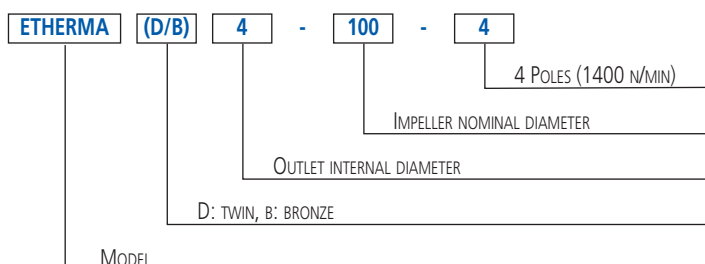 ETHERMA (D/B) 4 - 100 - 4
4 Poles (1400 n/min)
Impeller nominal diameter
Outlet internal diameter
D: twin, b: bronze
Model